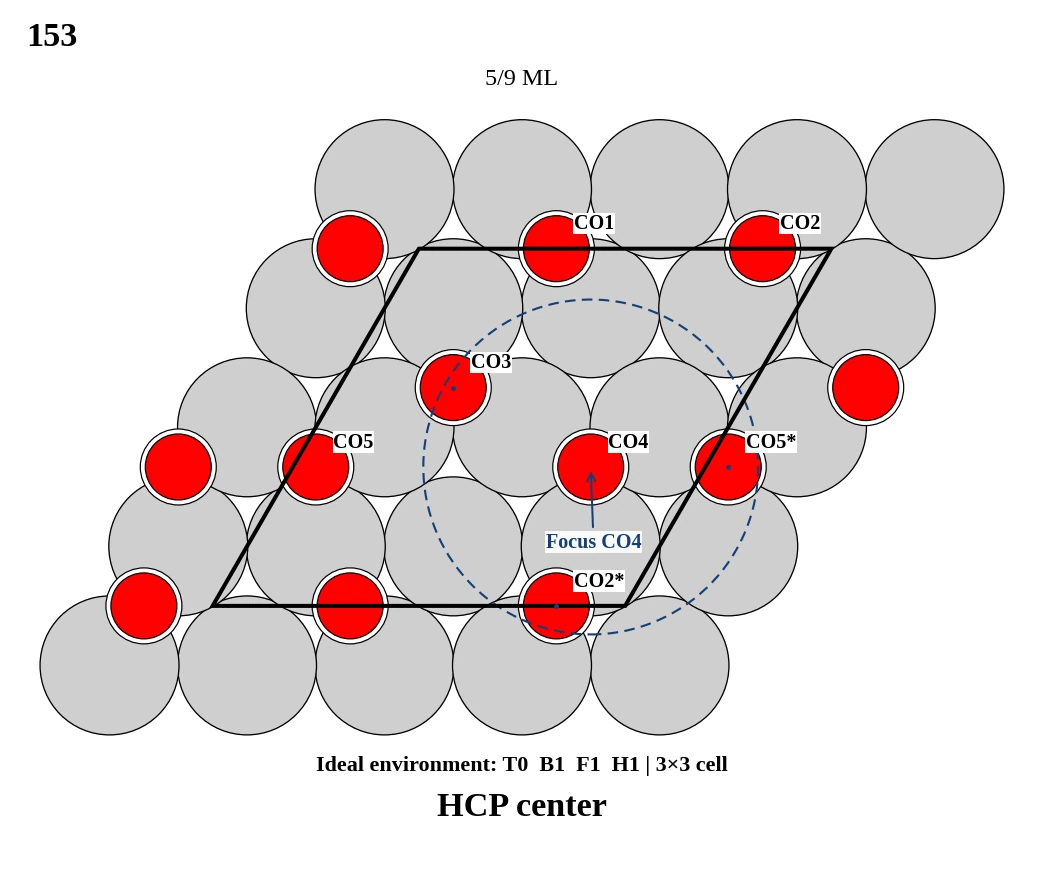 153
5/9 ML
CO1
CO2
CO3
CO5
CO4
CO5*
Focus CO4
CO2*
Ideal environment: T0 B1 F1 H1 | 3×3 cell
HCP center